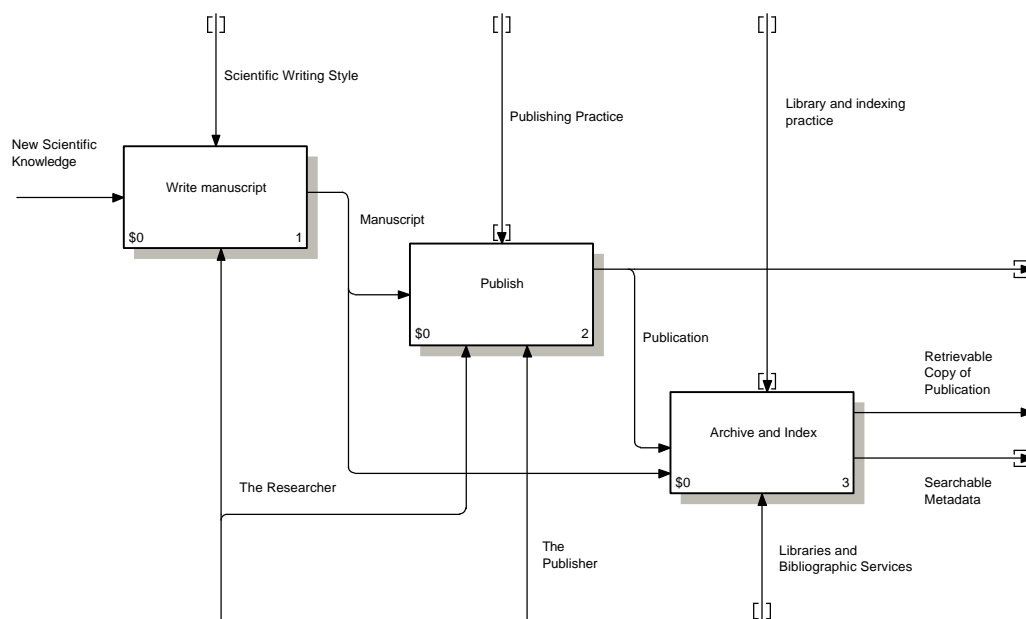 Scientific Writing Style
Publishing Practice
Library and indexing
practice
New Scientific
Knowledge
Write manuscript
$0 1
Manuscript
Publish
$0 2
Publication
Retrievable
Copy of
Publication
Archive and Index
$0 3
Searchable
Metadata
The Researcher
The
Publisher
Libraries and
Bibliographic Services